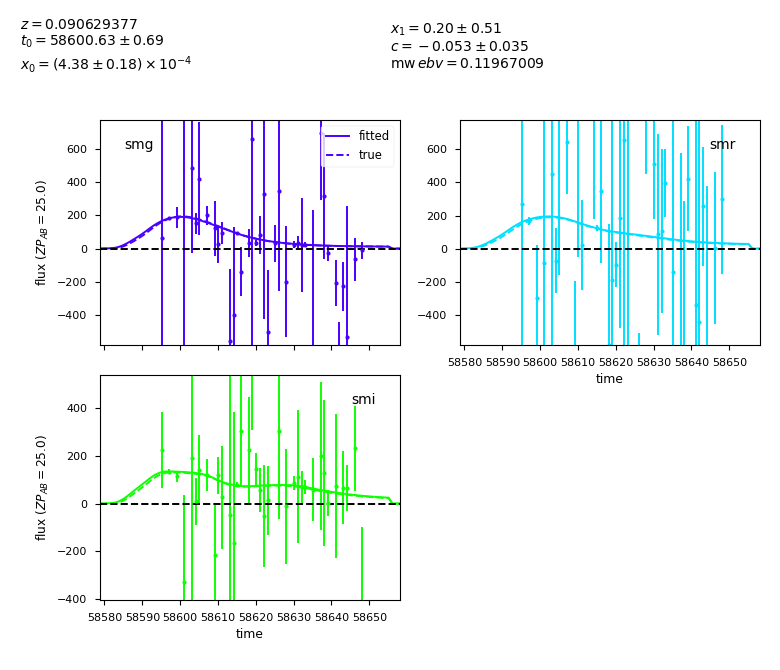 z = 0.090629377
t₀ = 58600.63 ± 0.69
x₀ = (4.38 ± 0.18) × 10⁻⁴
x₁ = 0.20 ± 0.51
c = −0.053 ± 0.035
mw ebv = 0.11967009
smg
fitted
true
600
400
200
0
−200
−400
flux (ZP_AB = 25.0)
smr
600
400
200
0
−200
−400
58580 58590 58600 58610 58620 58630 58640 58650
time
smi
400
200
0
−200
−400
flux (ZP_AB = 25.0)
58580 58590 58600 58610 58620 58630 58640 58650
time